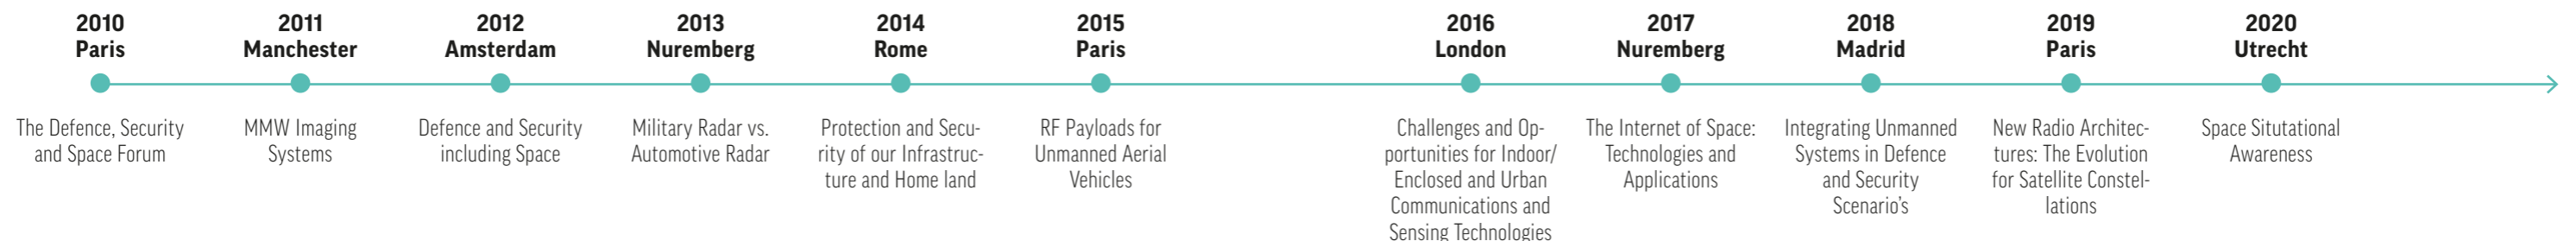 2010
Paris
The Defence, Security
and Space Forum
2011
Manchester
MMW Imaging
Systems
2012
Amsterdam
Defence and Security
including Space
2013
Nuremberg
Military Radar vs.
Automotive Radar
2014
Rome
Protection and Secu-
rity of our Infrastruc-
ture and Home land
2015
Paris
RF Payloads for
Unmanned Aerial
Vehicles
2016
London
Challenges and Op-
portunities for Indoor/
Enclosed and Urban
Communications and
Sensing Technologies
2017
Nuremberg
The Internet of Space:
Technologies and
Applications
2018
Madrid
Integrating Unmanned
Systems in Defence
and Security
Scenario's
2019
Paris
New Radio Architec-
tures: The Evolution
for Satellite Constel-
lations
2020
Utrecht
Space Situtational
Awareness